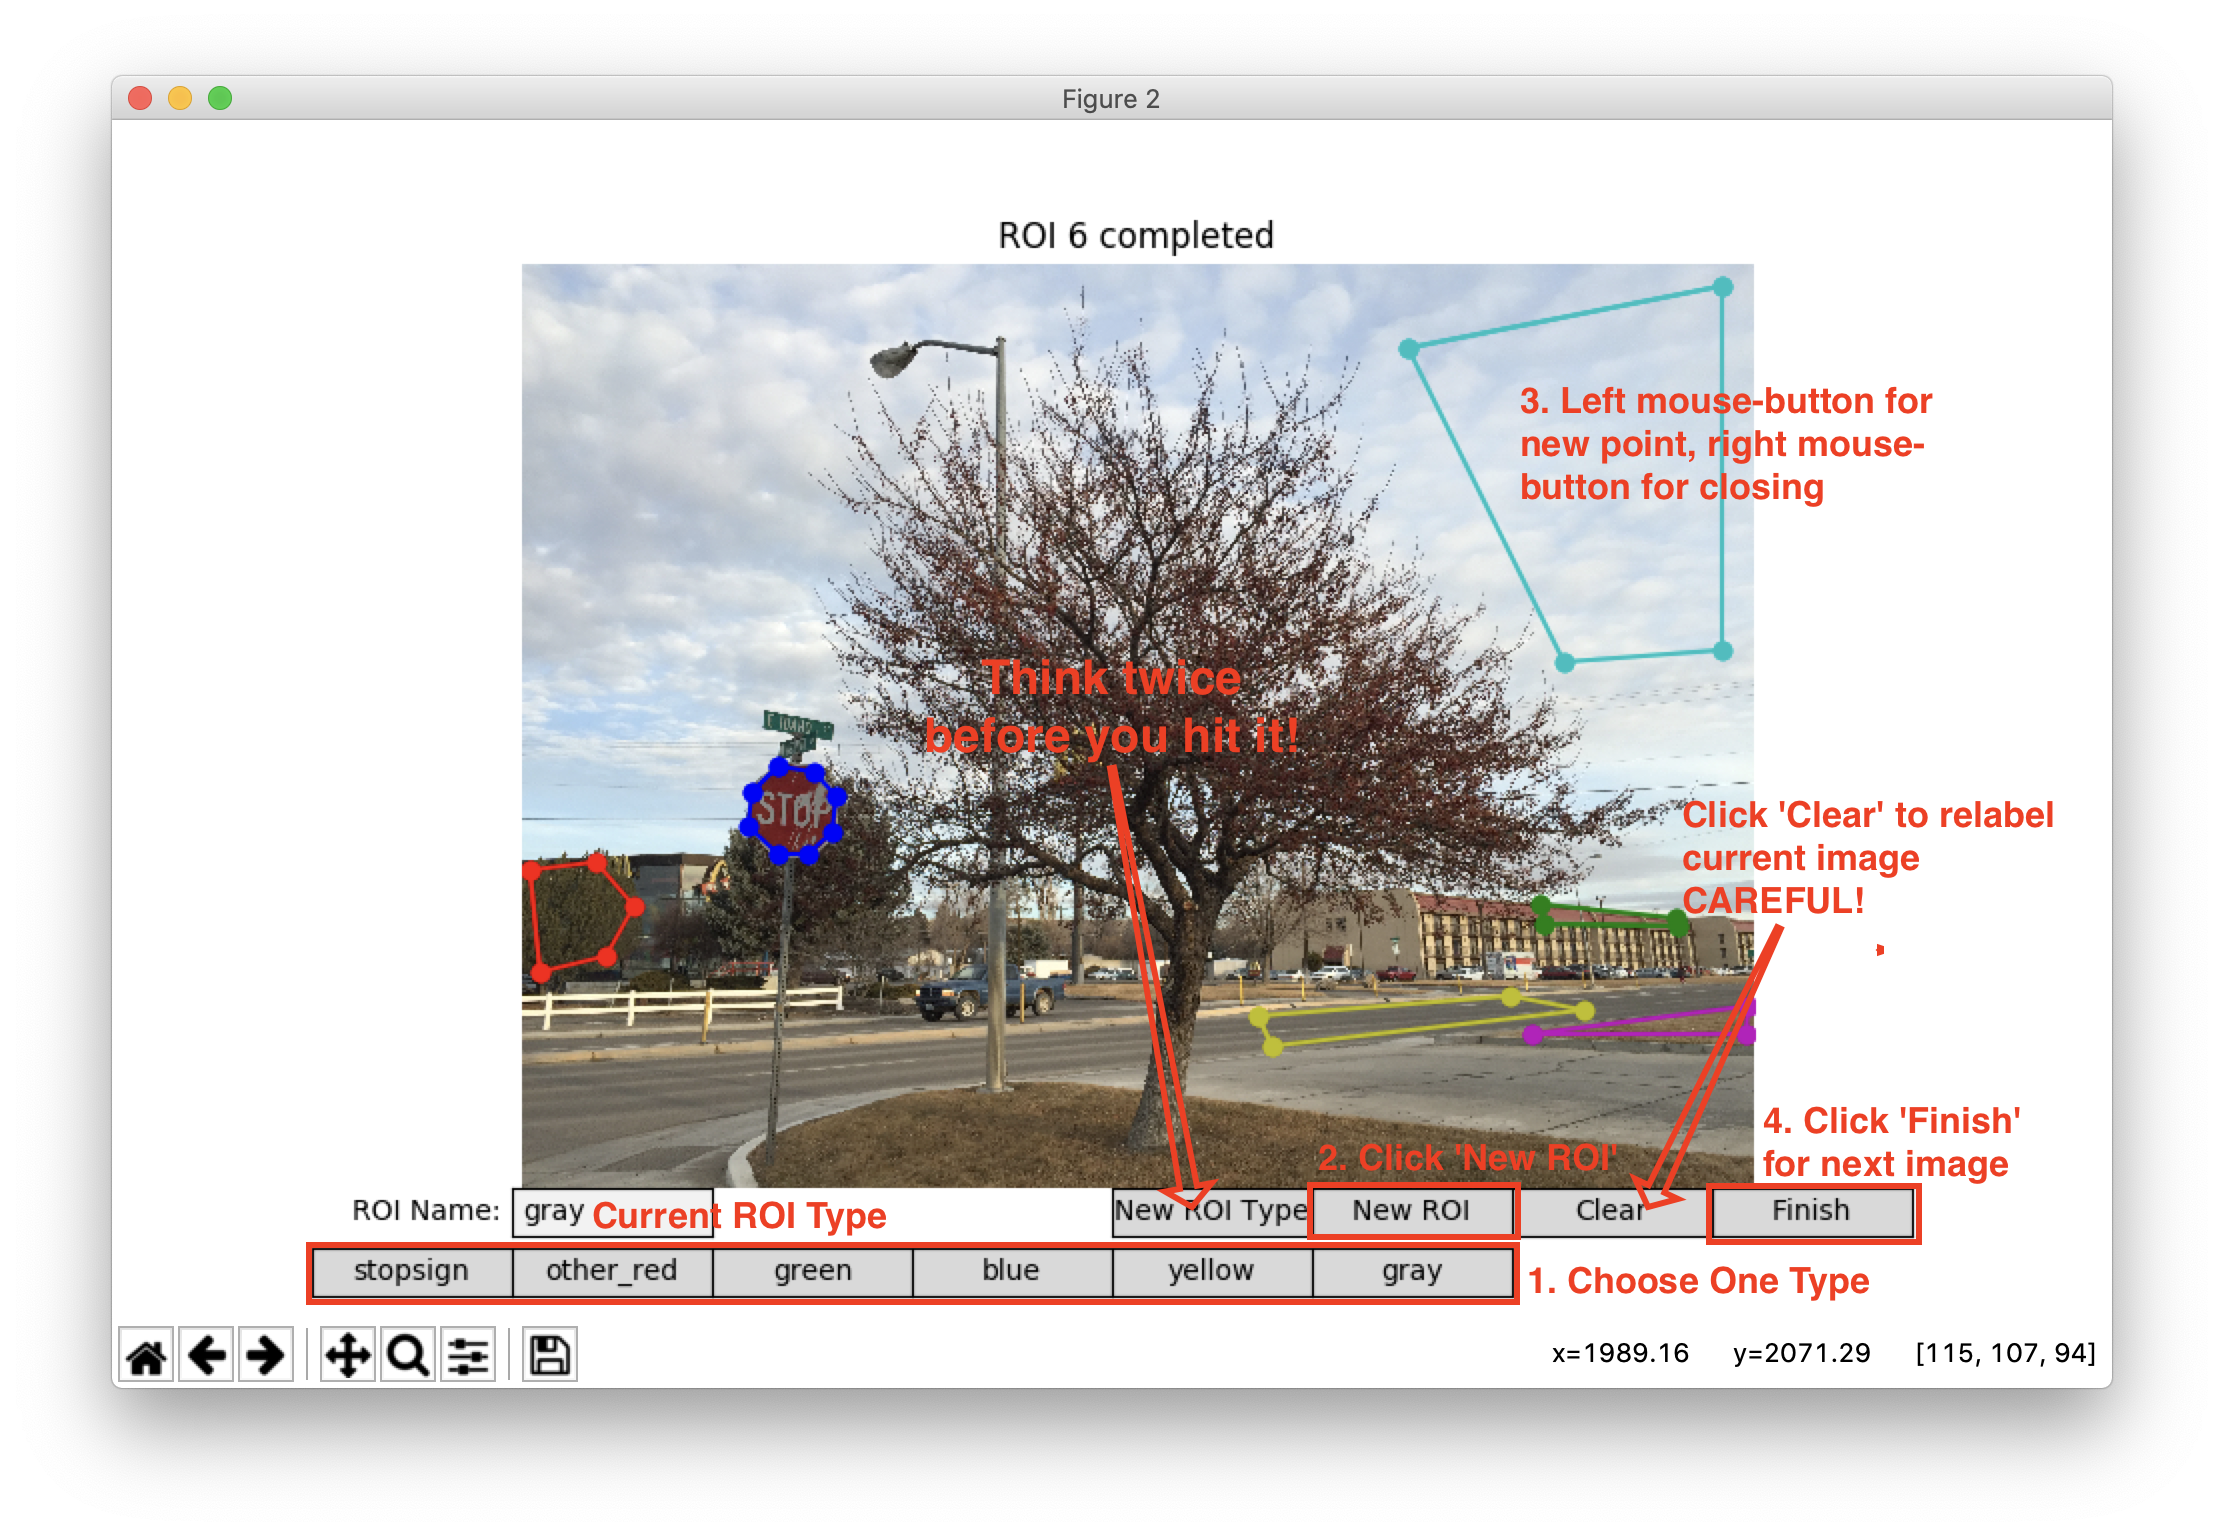 Figure 2
ROI 6 completed
3. Left mouse-button for
new point, right mouse-
button for closing
Think twice
before you hit it!
STOP
Click 'Clear' to relabel
current image
CAREFUL!
4. Click 'Finish'
for next image
2. Click 'New ROI'
ROI Name:
gray
Current ROI Type
New ROI Type
New ROI
Clear
Finish
stopsign
other_red
green
blue
yellow
gray
1. Choose One Type
x=1989.16 y=2071.29 [115, 107, 94]